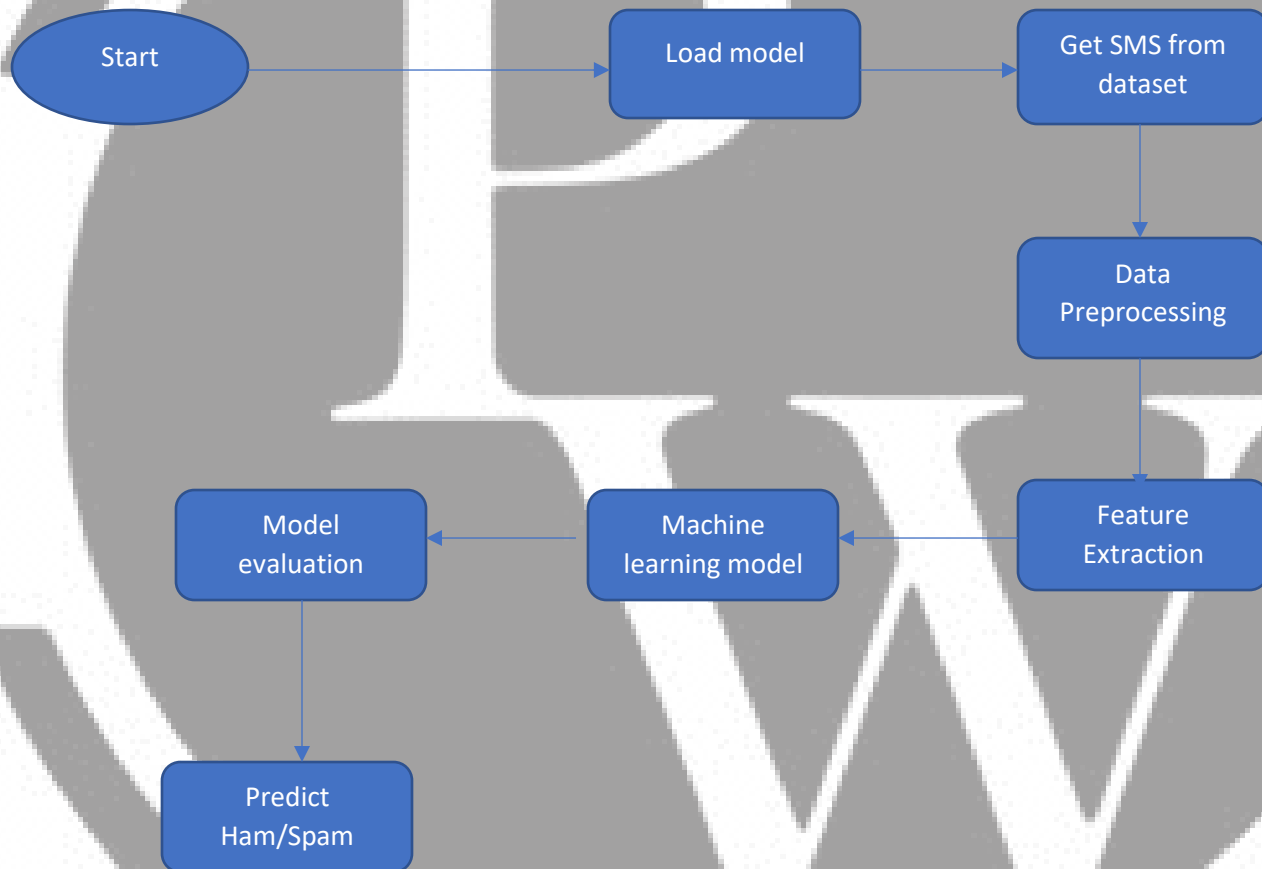 Start
Load model
Get SMS from
dataset
Data
Preprocessing
Feature
Extraction
Machine
learning model
Model
evaluation
Predict
Ham/Spam